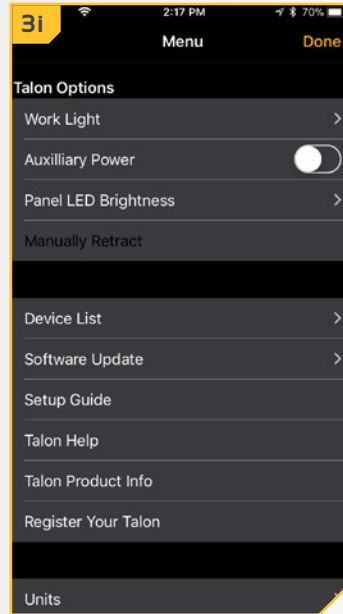 3i
2:17 PM
70%
Menu
Done
Talon Options
Work Light
Auxilliary Power
Panel LED Brightness
Manually Retract
Device List
Software Update
Setup Guide
Talon Help
Talon Product Info
Register Your Talon
Units